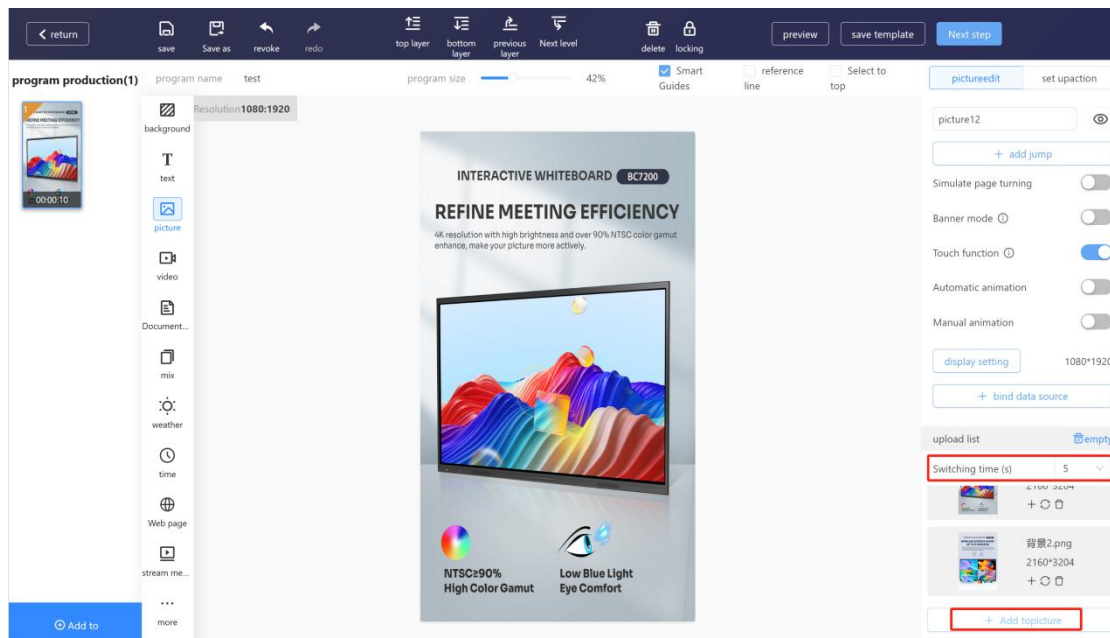 return
save
Save as
revoke
redo
top layer
bottom
layer
previous
layer
Next level
delete
locking
preview
save template
Next step
program production(1)
program name test
program size 42%
Smart
Guides
reference
line
Select to
top
pictureedit
set upaction
Resolution1080:1920
1
REFINE MEETING EFFICIENCY
00:00:10
background
T
text
picture
video
Document...
mix
weather
time
Web page
stream me...
...
more
Add to
INTERACTIVE WHITEBOARD BC7200
REFINE MEETING EFFICIENCY
4K resolution with high brightness and over 90% NTSC color gamut
enhance, make your picture more actively.
NTSC≥90%
High Color Gamut
Low Blue Light
Eye Comfort
picture12
+ add jump
Simulate page turning
Banner mode
Touch function
Automatic animation
Manual animation
display setting 1080*1920
+ bind data source
upload list empty
Switching time (s) 5
2160*3204
背景2.png
2160*3204
+ Add topicture